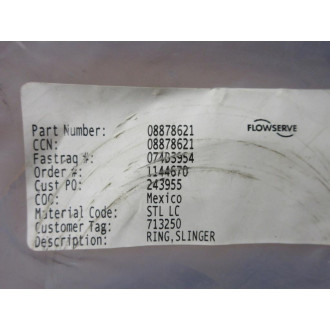 FLOWSERVE
Part Number: 08878621
CCN: 08878621
Fastraq #: 074D3954
Order #: 1144670
Cust PO: 243955
COO: Mexico
Material Code: STL LC
Customer Tag: 713250
Description: RING,SLINGER